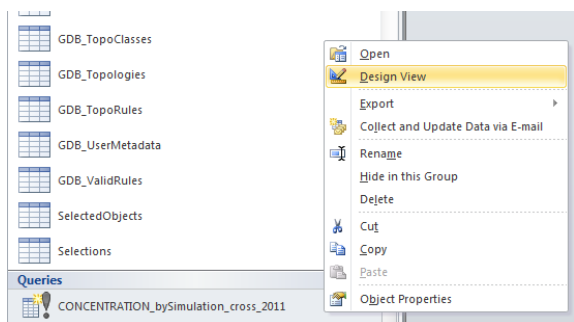 GDB_TopoClasses
GDB_Topologies
GDB_TopoRules
GDB_UserMetadata
GDB_ValidRules
SelectedObjects
Selections
Queries
CONCENTRATION_bySimulation_cross_2011
Open
Design View
Export
Collect and Update Data via E-mail
Rename
Hide in this Group
Delete
Cut
Copy
Paste
Object Properties